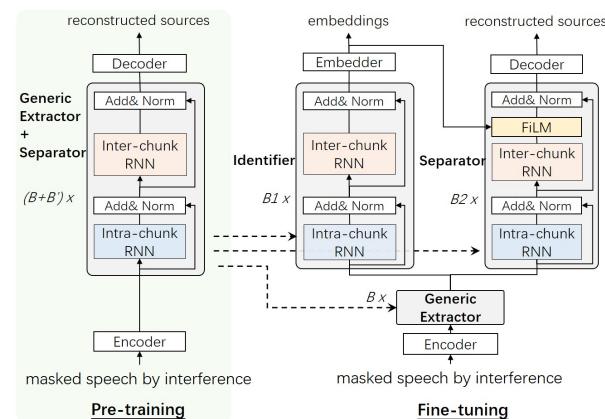 reconstructed sources
Decoder
Generic
Extractor
+
Separator
Add& Norm
Inter-chunk
RNN
(B+B') x
Add& Norm
Intra-chunk
RNN
Encoder
masked speech by interference
Pre-training
embeddings
Embedder
Add& Norm
Identifier
Inter-chunk
RNN
B1 x
Add& Norm
Intra-chunk
RNN
reconstructed sources
Decoder
Add& Norm
FiLM
Separator
Inter-chunk
RNN
B2 x
Add& Norm
Intra-chunk
RNN
B x
Generic
Extractor
Encoder
masked speech by interference
Fine-tuning